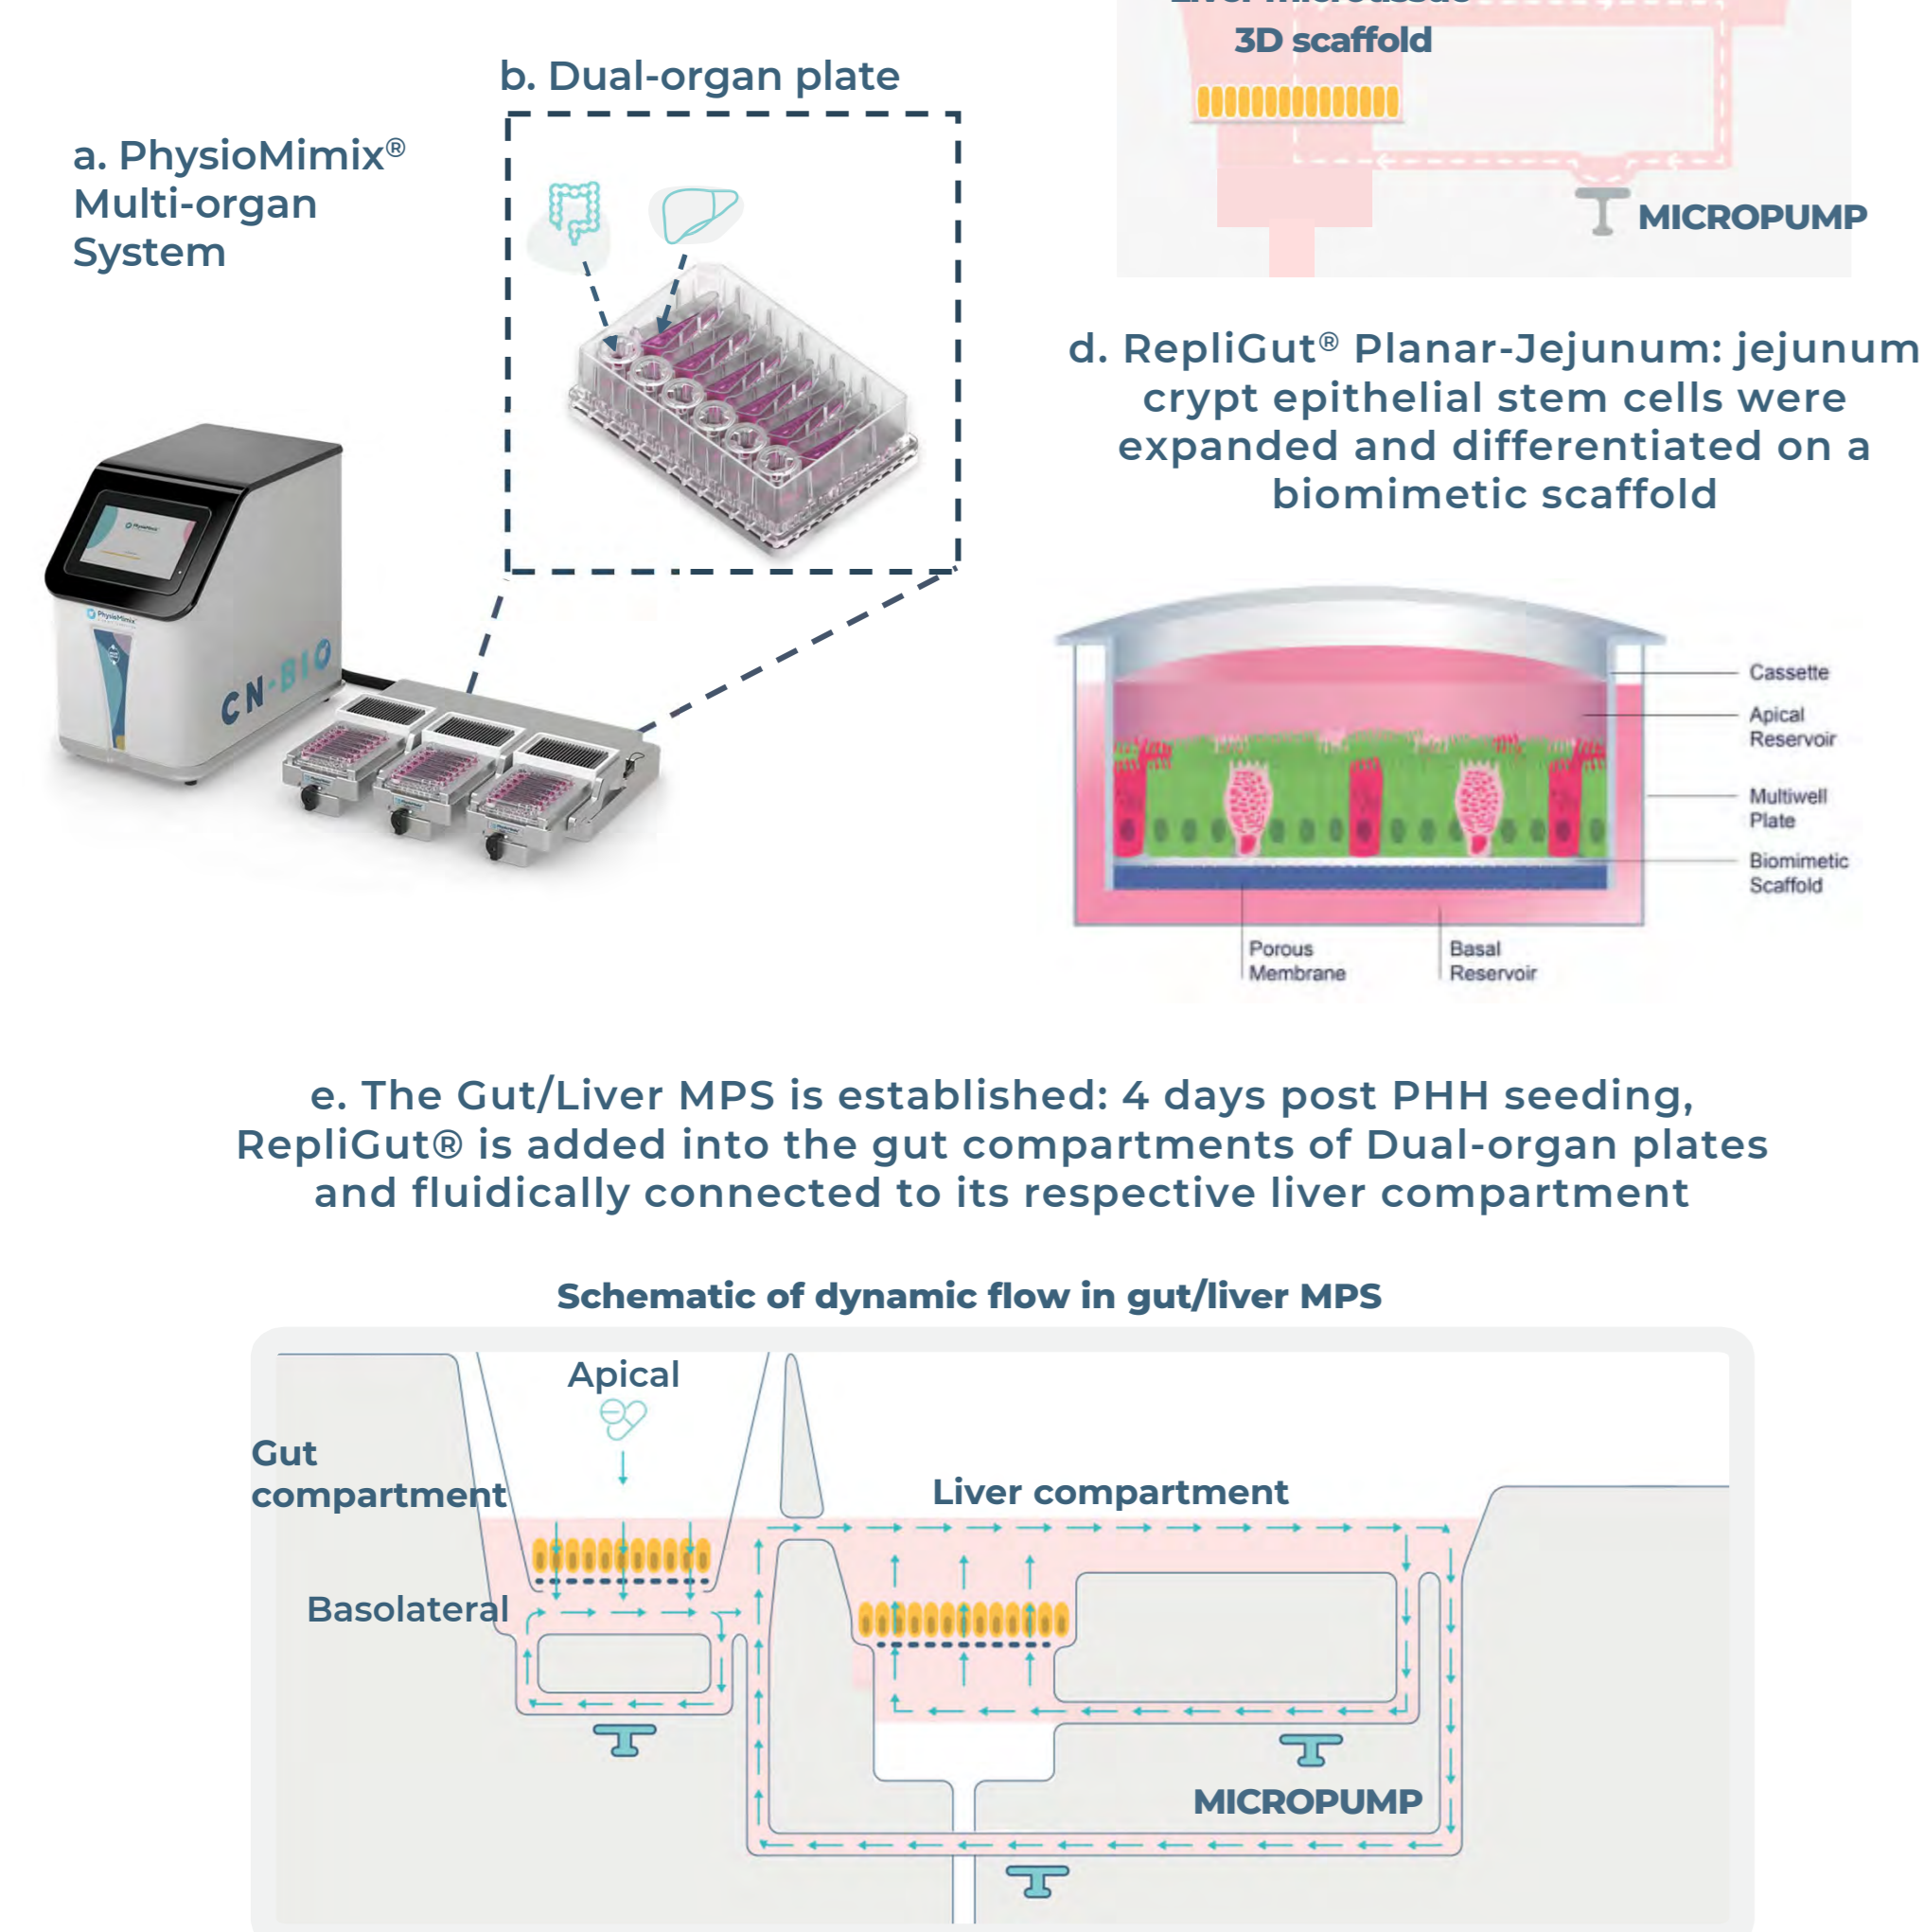 3D scaffold
MICROPUMP
a. PhysioMimix®
Multi-organ
System
b. Dual-organ plate
PhysioMimix
CN-BIO
d. RepliGut® Planar-Jejunum: jejunum
crypt epithelial stem cells were
expanded and differentiated on a
biomimetic scaffold
Cassette
Apical
Reservoir
Multiwell
Plate
Biomimetic
Scaffold
Porous
Membrane
Basal
Reservoir
e. The Gut/Liver MPS is established: 4 days post PHH seeding,
RepliGut® is added into the gut compartments of Dual-organ plates
and fluidically connected to its respective liver compartment
Schematic of dynamic flow in gut/liver MPS
Apical
Gut
compartment
Liver compartment
Basolateral
MICROPUMP